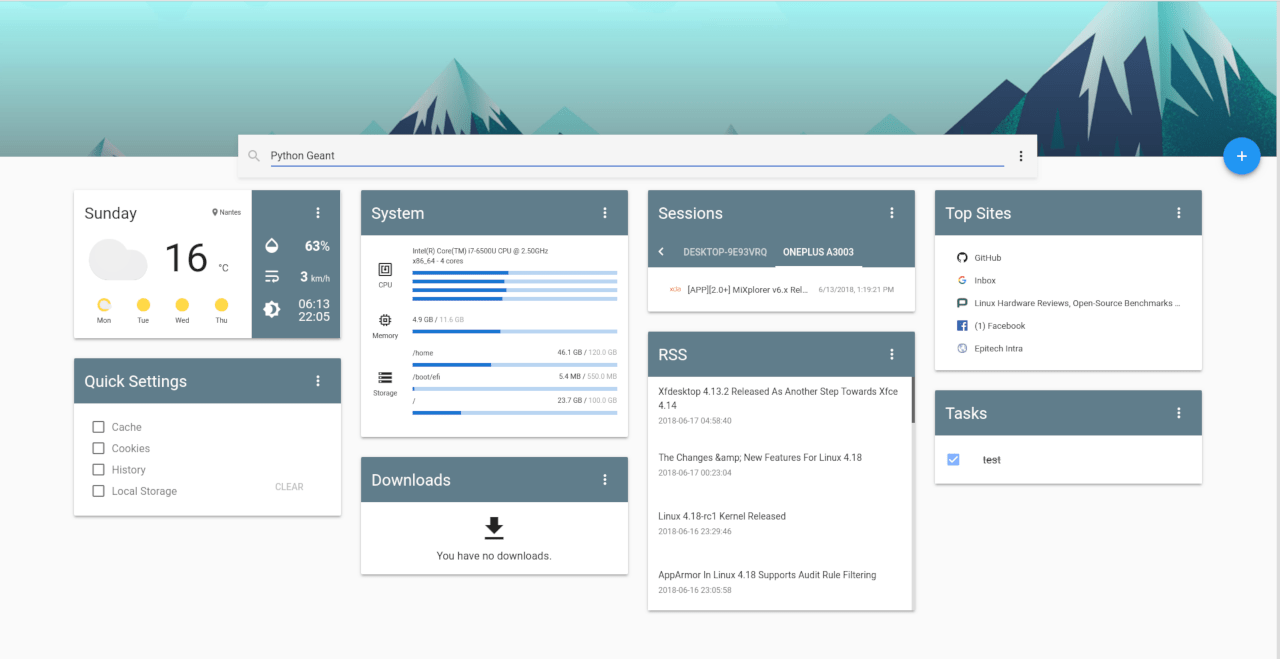 Python Geant
Sunday
Nantes
16 °C
Mon Tue Wed Thu
63%
3 km/h
06:13
22:05
Quick Settings
Cache
Cookies
History
Local Storage
CLEAR
System
CPU
Intel(R) Core(TM) i7-6500U CPU @ 2.50GHz
x86_64 - 4 cores
Memory
4.9 GB / 11.6 GB
Storage
/home 46.1 GB / 120.0 GB
/boot/efi 5.4 MB / 550.0 MB
/ 23.7 GB / 100.0 GB
Downloads
You have no downloads.
Sessions
DESKTOP-9E93VRQ ONEPLUS A3003
[APP][2.0+] MiXplorer v6.x Rel... 6/13/2018, 1:19:21 PM
RSS
Xfdesktop 4.13.2 Released As Another Step Towards Xfce
4.14
2018-06-17 04:58:40
The Changes &amp; New Features For Linux 4.18
2018-06-17 00:23:04
Linux 4.18-rc1 Kernel Released
2018-06-16 23:29:46
AppArmor In Linux 4.18 Supports Audit Rule Filtering
2018-06-16 23:05:58
Top Sites
GitHub
Inbox
Linux Hardware Reviews, Open-Source Benchmarks ...
(1) Facebook
Epitech Intra
Tasks
test